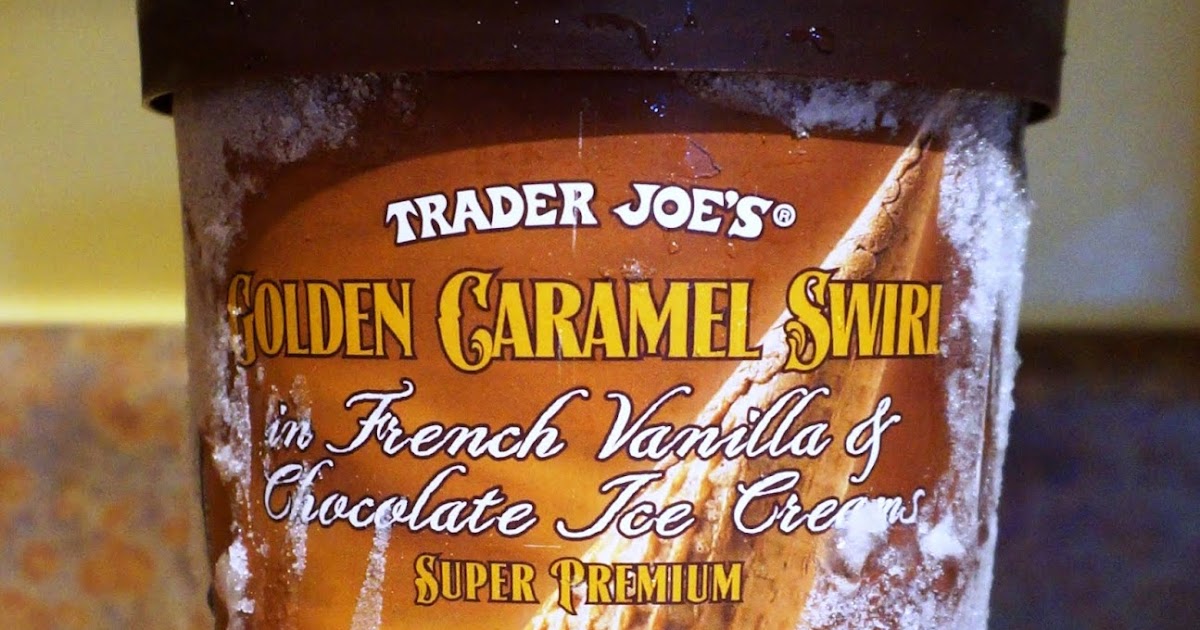 TRADER JOE'S®
GOLDEN CARAMEL SWIRL
in French Vanilla &
Chocolate Ice Creams
SUPER PREMIUM